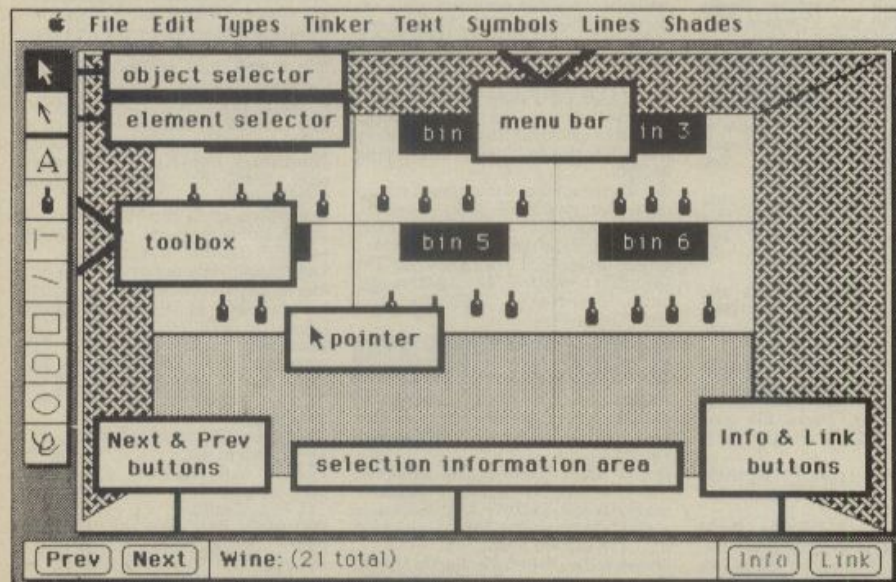 File Edit Types Tinker Text Symbols Lines Shades
object selector
element selector
menu bar
bin
in 3
A
toolbox
bin 5
bin 6
pointer
Next & Prev
buttons
selection information area
Info & Link
buttons
Prev Next Wine: (21 total) Info Link